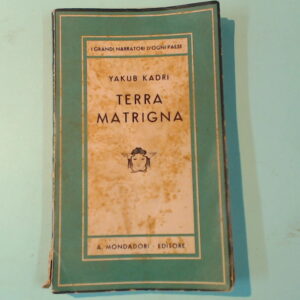 I GRANDI NARRATORI D'OGNI PAESE
YAKUB KADRI
TERRA
MATRIGNA
A. MONDADORI - EDITORE